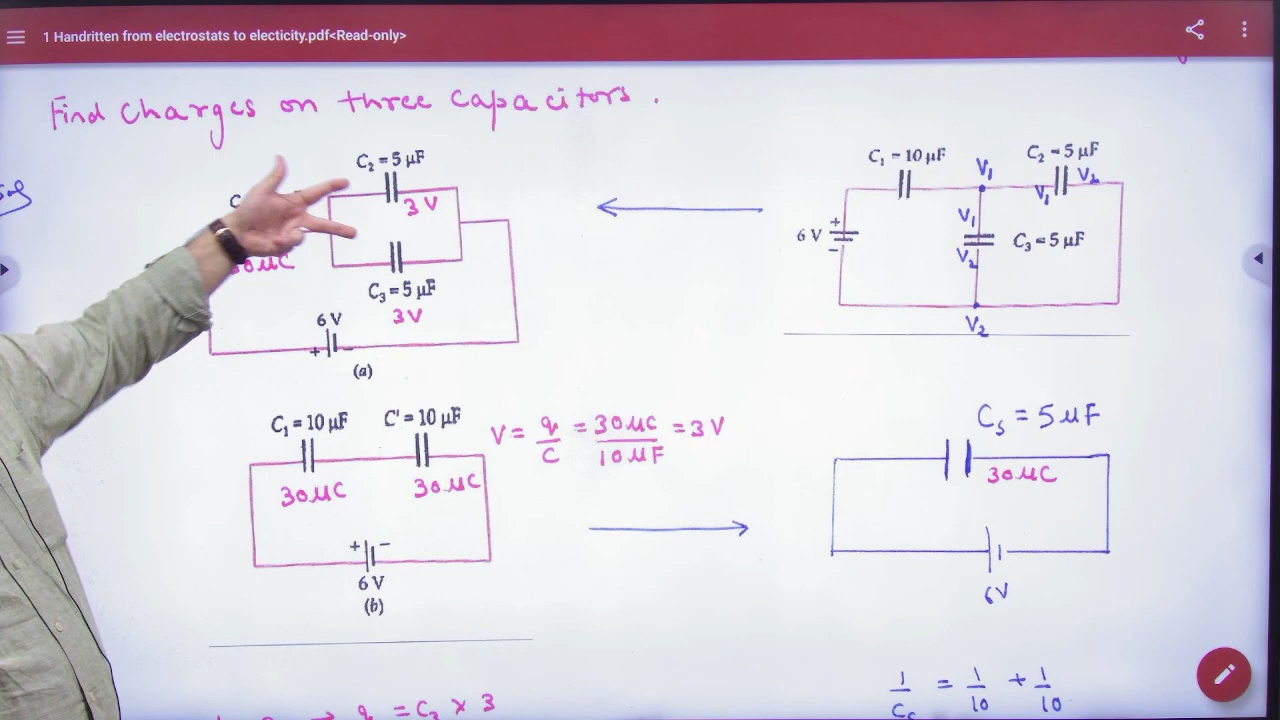 1 Handritten from electrostats to electicity.pdf<Read-only>
Find Charges on three Capacitors.
C₂ = 5 µF
3 V
C₃ = 5 µF
3 V
6 V
+ −
(a)
C₁ = 10 µF
C₂ = 5 µF
V₁
V₁
V₂
V₁
C₃ = 5 µF
V₂
6 V
+
−
V₂
C₁ = 10 µF C' = 10 µF
30 µC 30 µC
+ −
6 V
(b)
V = q/C = 30 µC/10 µF = 3 V
Cₛ = 5 µF
30 µC
6V
→ q = C₂ × 3
1/Cₛ = 1/10 + 1/10